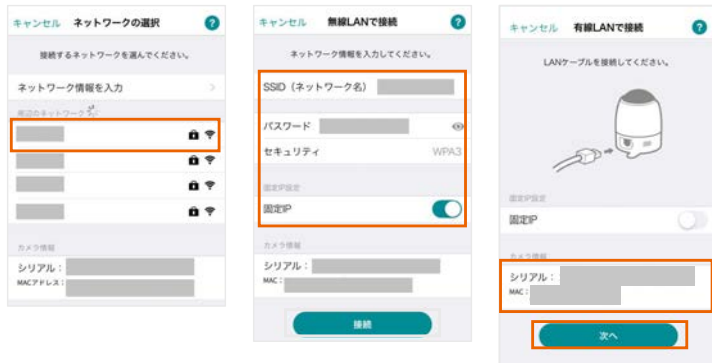 キャンセル ネットワークの選択 ?
接続するネットワークを選んでください。
ネットワーク情報を入力 >
周辺のネットワーク
カメラ情報
シリアル：
MACアドレス：
キャンセル 無線LANで接続 ?
ネットワーク情報を入力してください。
SSID（ネットワーク名）
パスワード
セキュリティ WPA3
固定IP設定
固定IP
カメラ情報
シリアル：
MAC：
接続
キャンセル 有線LANで接続 ?
LANケーブルを接続してください。
固定IP設定
固定IP
カメラ情報
シリアル：
MAC：
次へ